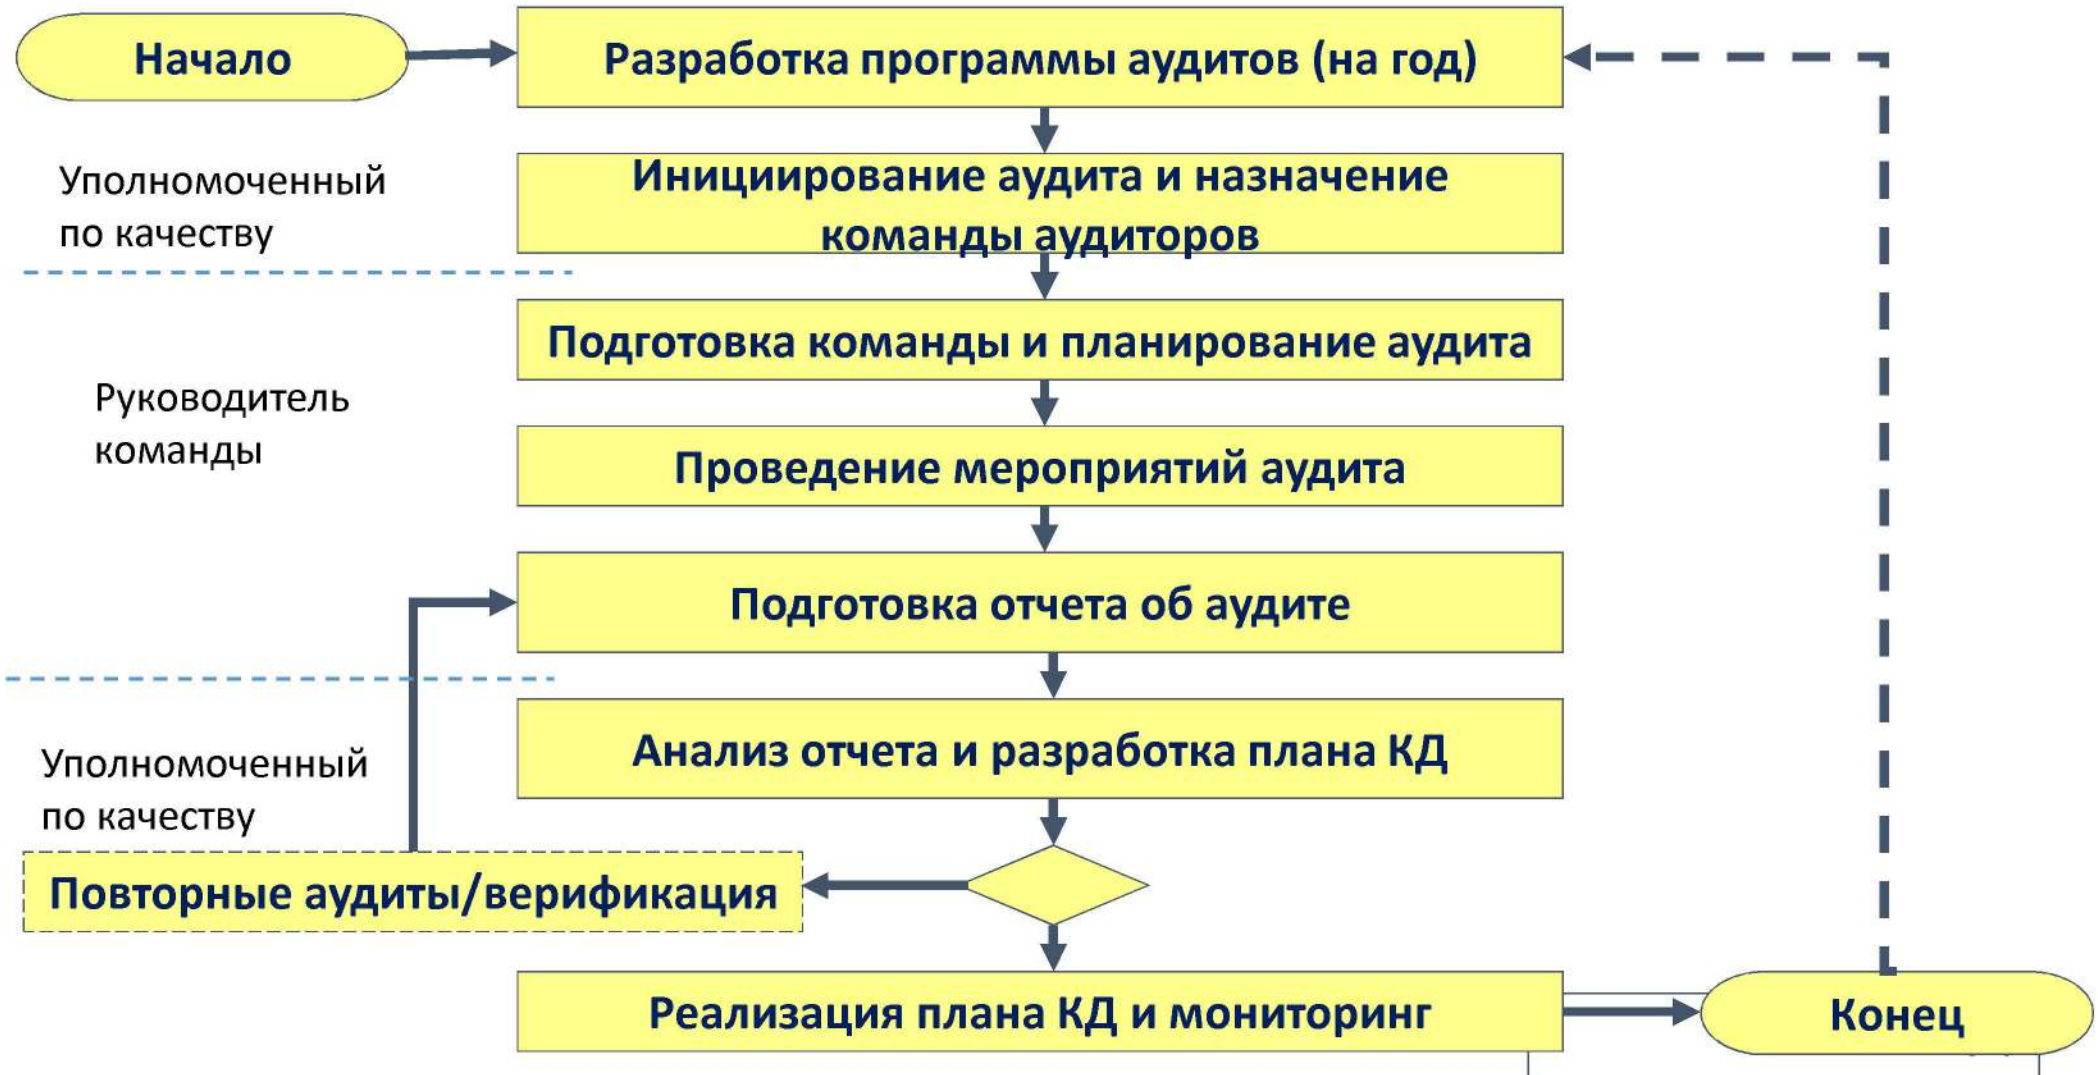 Начало
Разработка программы аудитов (на год)
Уполномоченный
по качеству
Инициирование аудита и назначение
команды аудиторов
Подготовка команды и планирование аудита
Руководитель
команды
Проведение мероприятий аудита
Подготовка отчета об аудите
Анализ отчета и разработка плана КД
Уполномоченный
по качеству
Повторные аудиты/верификация
Реализация плана КД и мониторинг
Конец